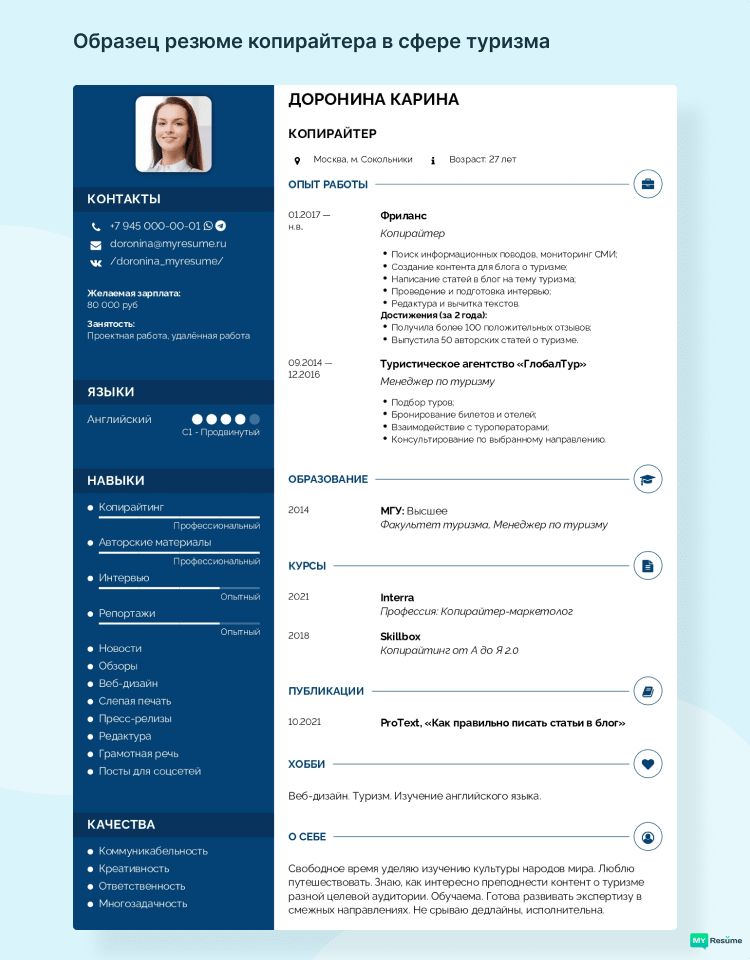 Образец резюме копирайтера в сфере туризма
КОНТАКТЫ
+7 945 000-00-01
doronina@myresume.ru
/doronina_myresume/
Желаемая зарплата:
80 000 руб
Занятость:
Проектная работа, удалённая работа
ЯЗЫКИ
Английский
C1 - Продвинутый
НАВЫКИ
Копирайтинг
Профессиональный
Авторские материалы
Профессиональный
Интервью
Опытный
Репортажи
Опытный
Новости
Обзоры
Веб-дизайн
Слепая печать
Пресс-релизы
Редактура
Грамотная речь
Посты для соцсетей
КАЧЕСТВА
Коммуникабельность
Креативность
Ответственность
Многозадачность
ДОРОНИНА КАРИНА
КОПИРАЙТЕР
Москва, м. Сокольники Возраст: 27 лет
ОПЫТ РАБОТЫ
01.2017 — Фриланс
н.в.
Копирайтер
• Поиск информационных поводов, мониторинг СМИ;
• Создание контента для блога о туризме;
• Написание статей в блог на тему туризма;
• Проведение и подготовка интервью;
• Редактура и вычитка текстов.
Достижения (за 2 года):
• Получила более 100 положительных отзывов;
• Выпустила 50 авторских статей о туризме.
09.2014 — Туристическое агентство «ГлобалТур»
12.2016
Менеджер по туризму
• Подбор туров;
• Бронирование билетов и отелей;
• Взаимодействие с туроператорами;
• Консультирование по выбранному направлению.
ОБРАЗОВАНИЕ
2014 МГУ: Высшее
Факультет туризма, Менеджер по туризму
КУРСЫ
2021 Interra
Профессия: Копирайтер-маркетолог
2018 Skillbox
Копирайтинг от А до Я 2.0
ПУБЛИКАЦИИ
10.2021 ProText, «Как правильно писать статьи в блог»
ХОББИ
Веб-дизайн. Туризм. Изучение английского языка.
О СЕБЕ
Свободное время уделяю изучению культуры народов мира. Люблю
путешествовать. Знаю, как интересно преподнести контент о туризме
разной целевой аудитории. Обучаема. Готова развивать экспертизу в
смежных направлениях. Не срываю дедлайны, исполнительна.
MY Resume